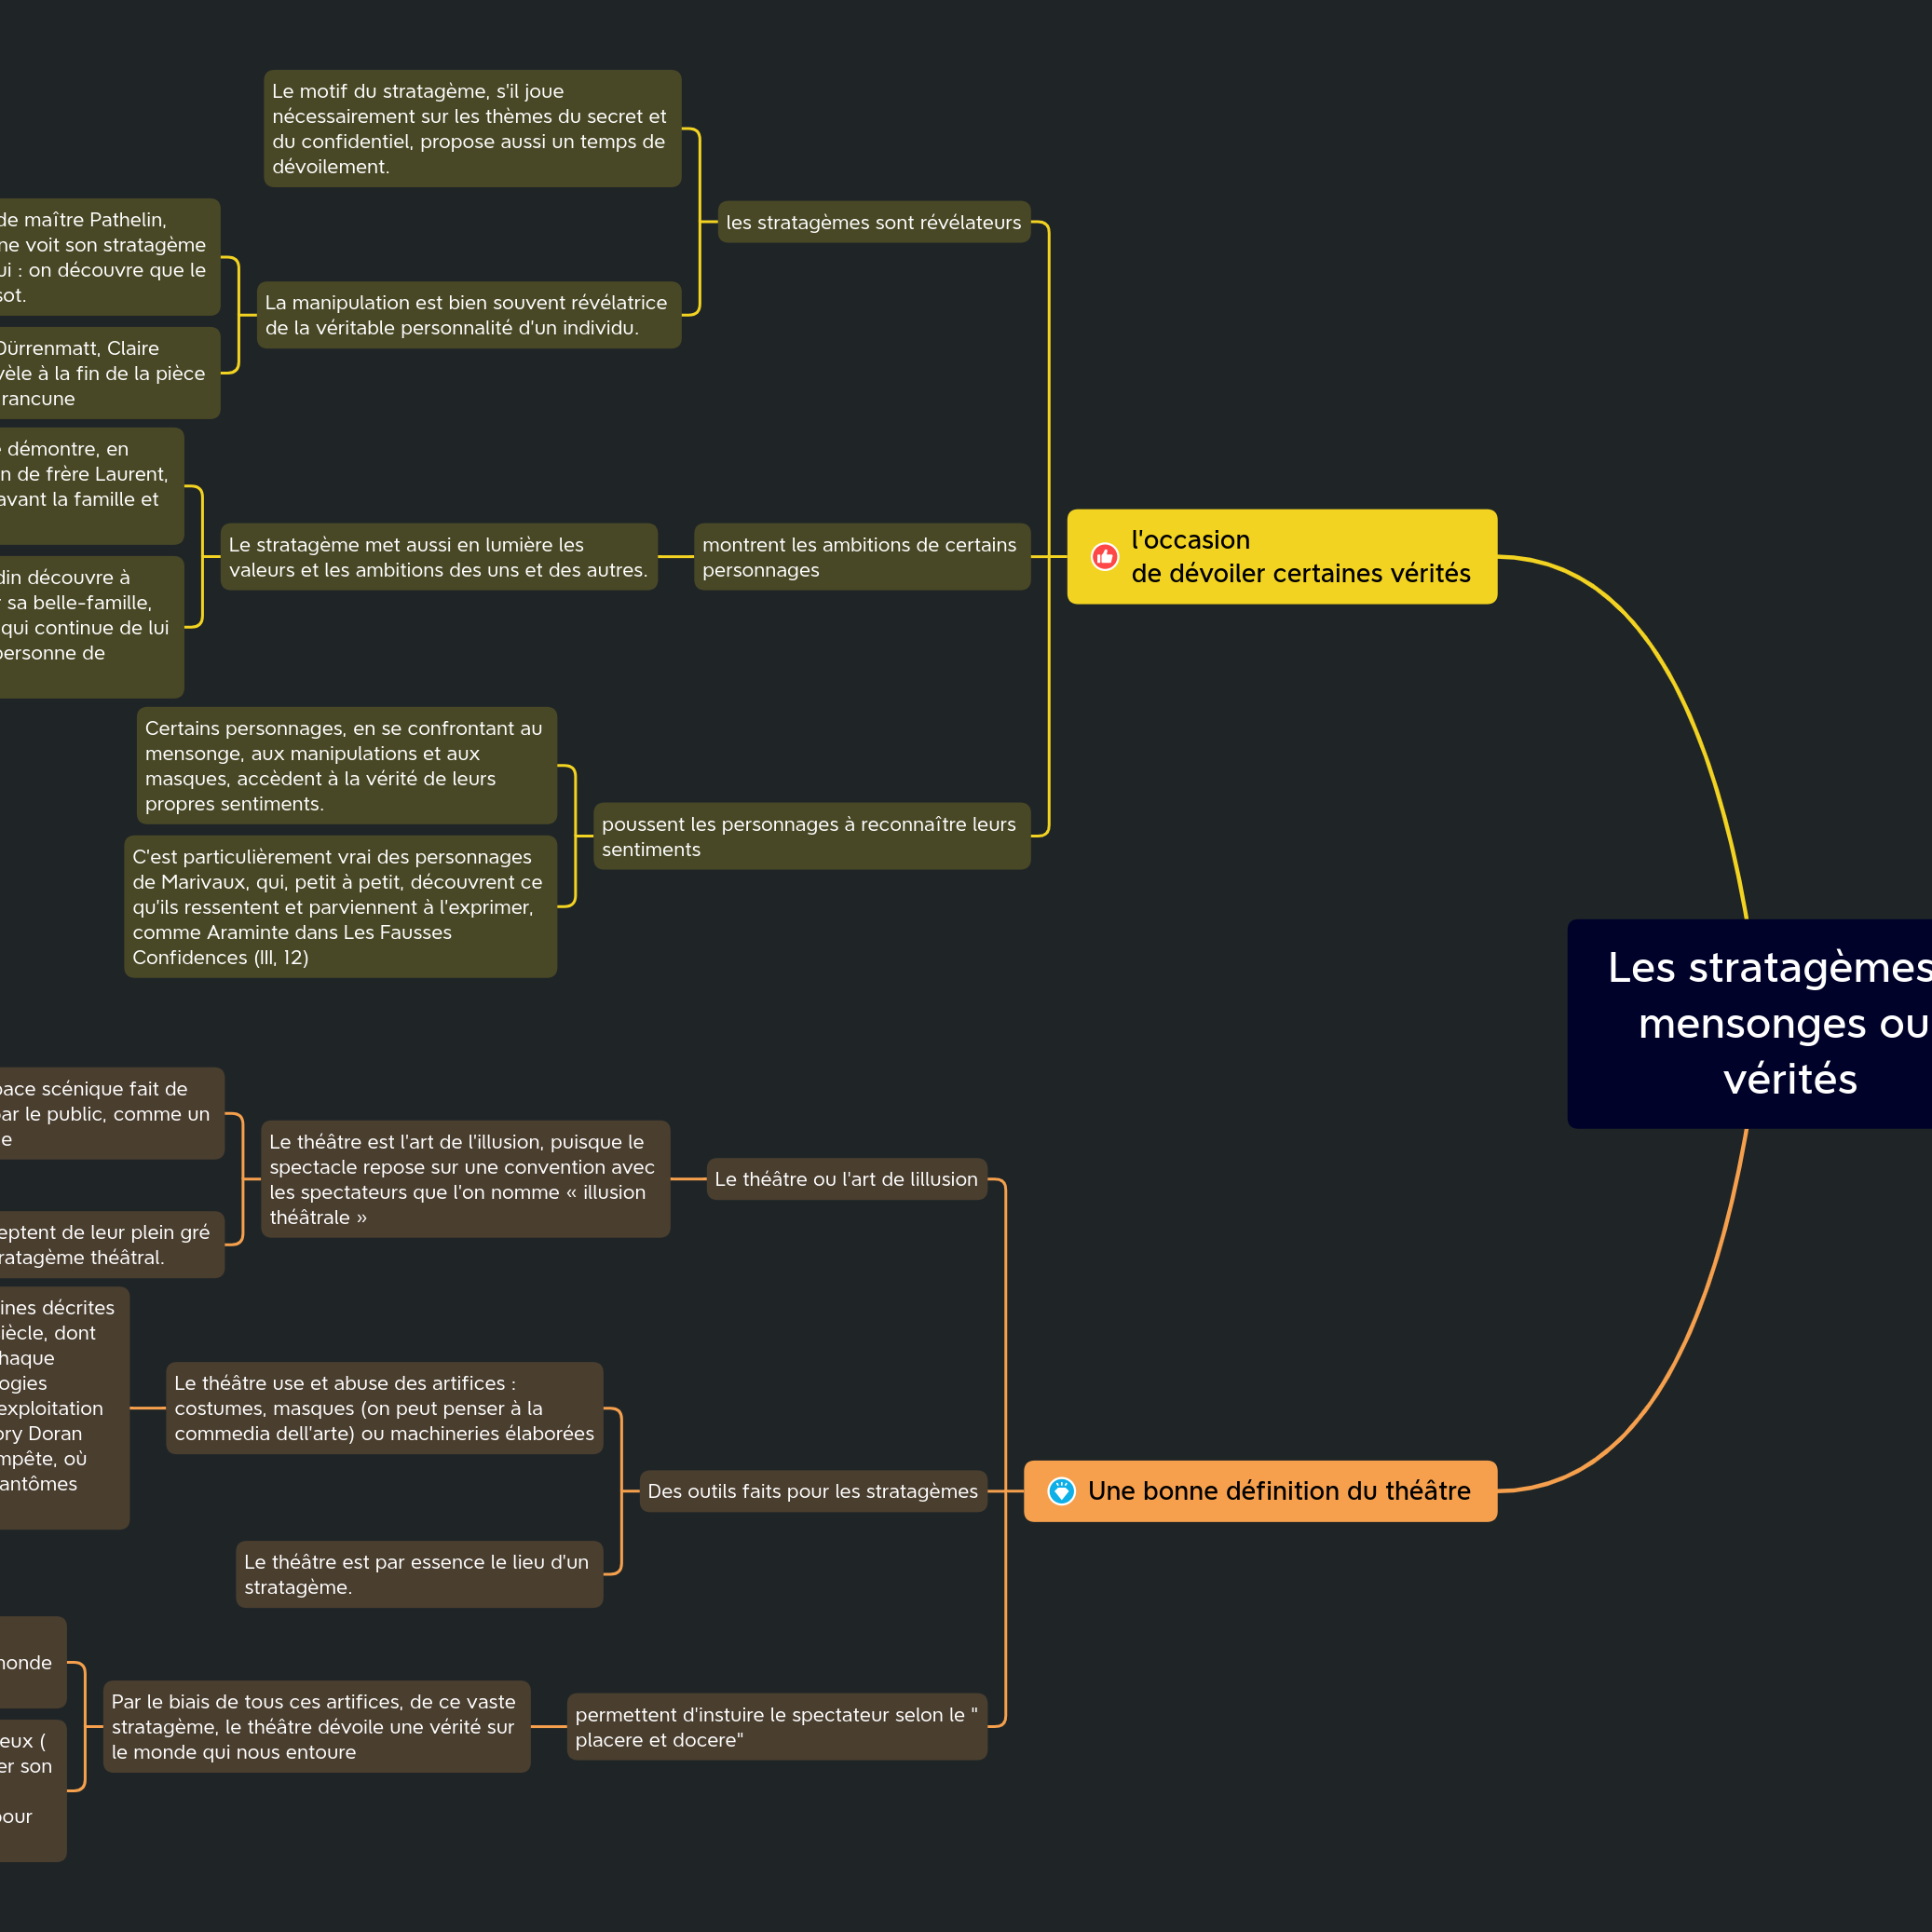 Le motif du stratagème, s'il joue
nécessairement sur les thèmes du secret et
du confidentiel, propose aussi un temps de
dévoilement.
les stratagèmes sont révélateurs
de maître Pathelin,
ne voit son stratagème
ui : on découvre que le
sot.
La manipulation est bien souvent révélatrice
de la véritable personnalité d'un individu.
Dürrenmatt, Claire
vèle à la fin de la pièce
rancune
démontre, en
n de frère Laurent,
avant la famille et
Le stratagème met aussi en lumière les
valeurs et les ambitions des uns et des autres.
montrent les ambitions de certains
personnages
l'occasion
de dévoiler certaines vérités
din découvre à
sa belle-famille,
qui continue de lui
personne de
Certains personnages, en se confrontant au
mensonge, aux manipulations et aux
masques, accèdent à la vérité de leurs
propres sentiments.
poussent les personnages à reconnaître leurs
sentiments
C'est particulièrement vrai des personnages
de Marivaux, qui, petit à petit, découvrent ce
qu'ils ressentent et parviennent à l'exprimer,
comme Araminte dans Les Fausses
Confidences (III, 12)
Les stratagèmes
mensonges ou
vérités
pace scénique fait de
par le public, comme un
e
Le théâtre est l'art de l'illusion, puisque le
spectacle repose sur une convention avec
les spectateurs que l'on nomme « illusion
théâtrale »
Le théâtre ou l'art de lillusion
eptent de leur plein gré
ratagème théâtral.
ines décrites
iècle, dont
haque
ogies
exploitation
ory Doran
mpête, où
antômes
Le théâtre use et abuse des artifices :
costumes, masques (on peut penser à la
commedia dell'arte) ou machineries élaborées
Des outils faits pour les stratagèmes
Une bonne définition du théâtre
Le théâtre est par essence le lieu d'un
stratagème.
monde
Par le biais de tous ces artifices, de ce vaste
stratagème, le théâtre dévoile une vérité sur
le monde qui nous entoure
permettent d'instuire le spectateur selon le "
placere et docere"
eux (
er son
pour